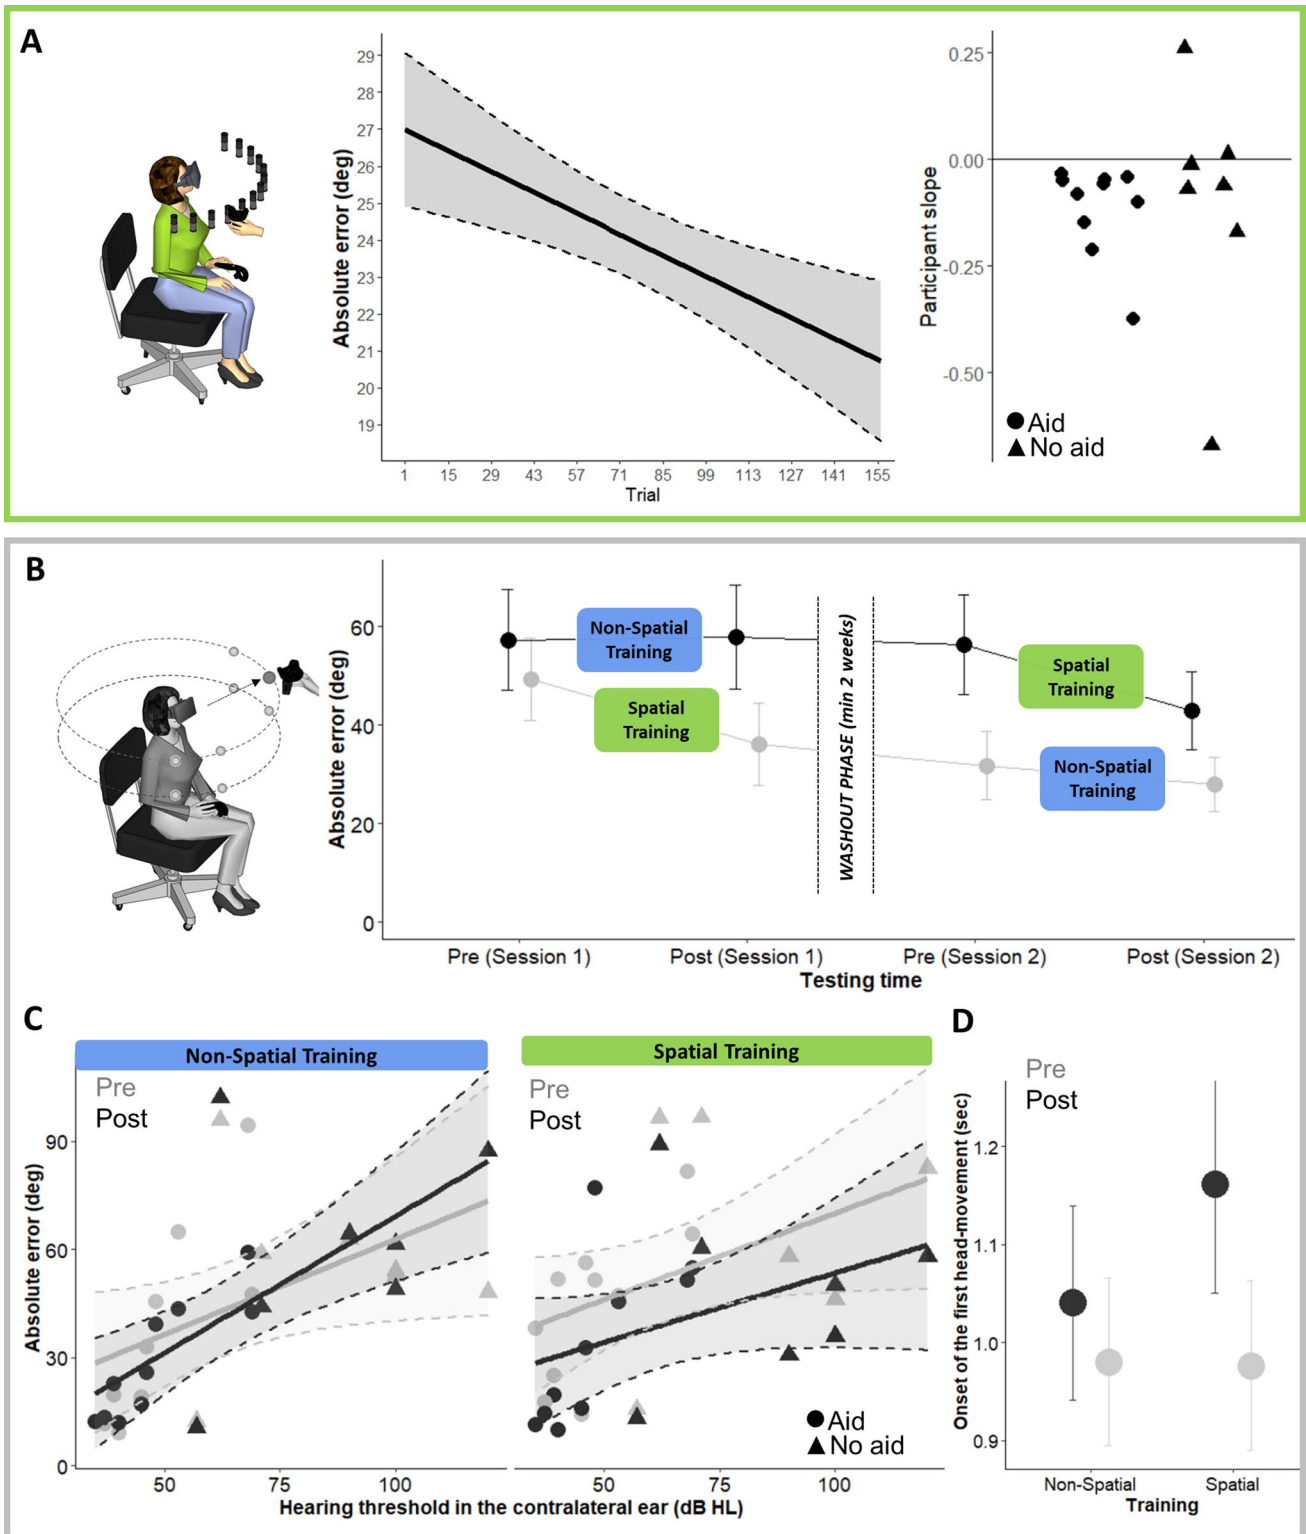 A
29
28
27
26
25
24
23
22
21
20
19
Absolute error (deg)
1 15 29 43 57 71 85 99 113 127 141 155
Trial
0.25
0.00
-0.25
-0.50
Participant slope
Aid
No aid
B
60
40
20
0
Absolute error (deg)
Non-Spatial
Training
Spatial
Training
WASHOUT PHASE (min 2 weeks)
Spatial
Training
Non-Spatial
Training
Pre (Session 1) Post (Session 1) Pre (Session 2) Post (Session 2)
Testing time
C
Non-Spatial Training
Pre
Post
90
60
30
0
Absolute error (deg)
50 75 100
Spatial Training
Pre
Post
Aid
No aid
50 75 100
Hearing threshold in the contralateral ear (dB HL)
D
Pre
Post
1.2
1.1
1.0
0.9
Onset of the first head-movement (sec)
Non-Spatial Spatial
Training